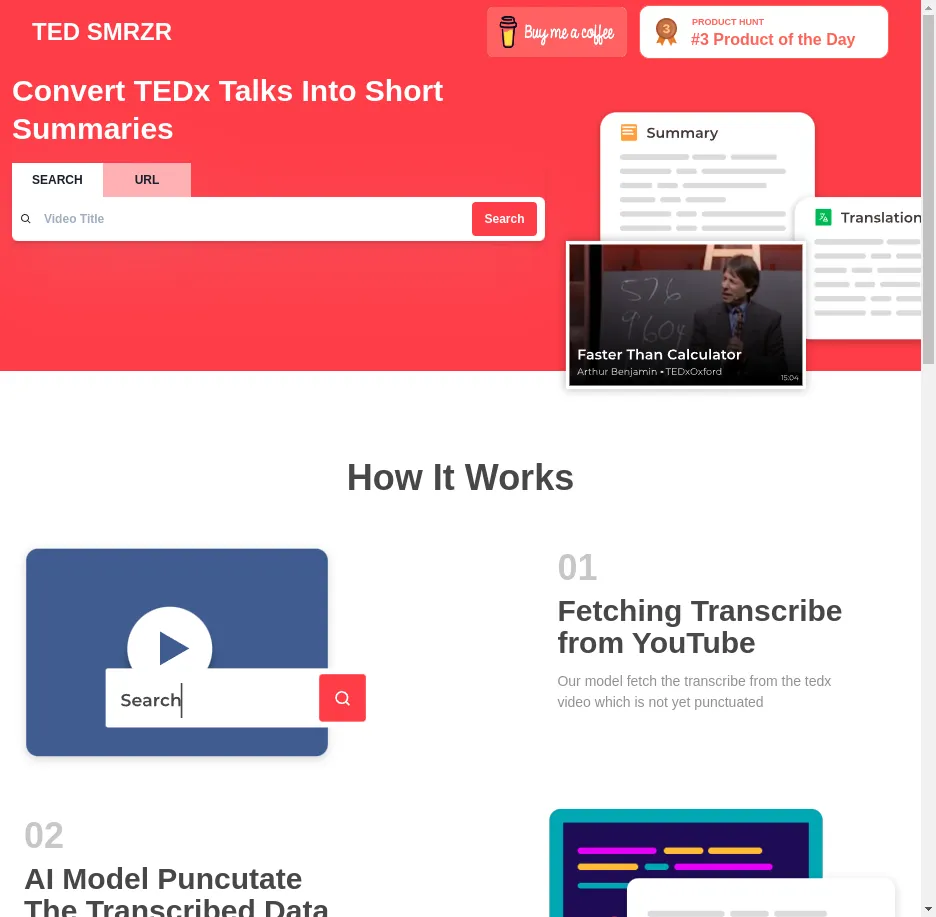 TED SMRZR
Buy me a coffee
3
PRODUCT HUNT
#3 Product of the Day
Convert TEDx Talks Into Short
Summaries
SEARCH
URL
Video Title
Search
Summary
Translation
576
9604
Faster Than Calculator
Arthur Benjamin • TEDxOxford
15:04
How It Works
Search
01
Fetching Transcribe
from YouTube
Our model fetch the transcribe from the tedx
video which is not yet punctuated
02
AI Model Puncutate
The Transcribed Data